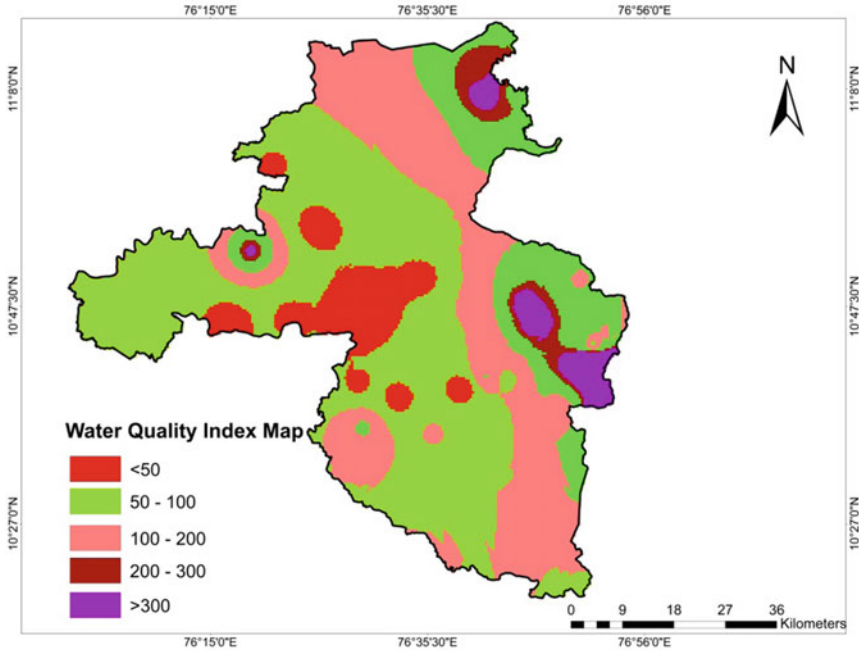 76°15'0"E 76°35'30"E 76°56'0"E
11°8'0"N 11°8'0"N
N
10°47'30"N 10°47'30"N
Water Quality Index Map
<50
50 - 100
100 - 200
200 - 300
>300
10°27'0"N 10°27'0"N
0 9 18 27 36
Kilometers
76°15'0"E 76°35'30"E 76°56'0"E